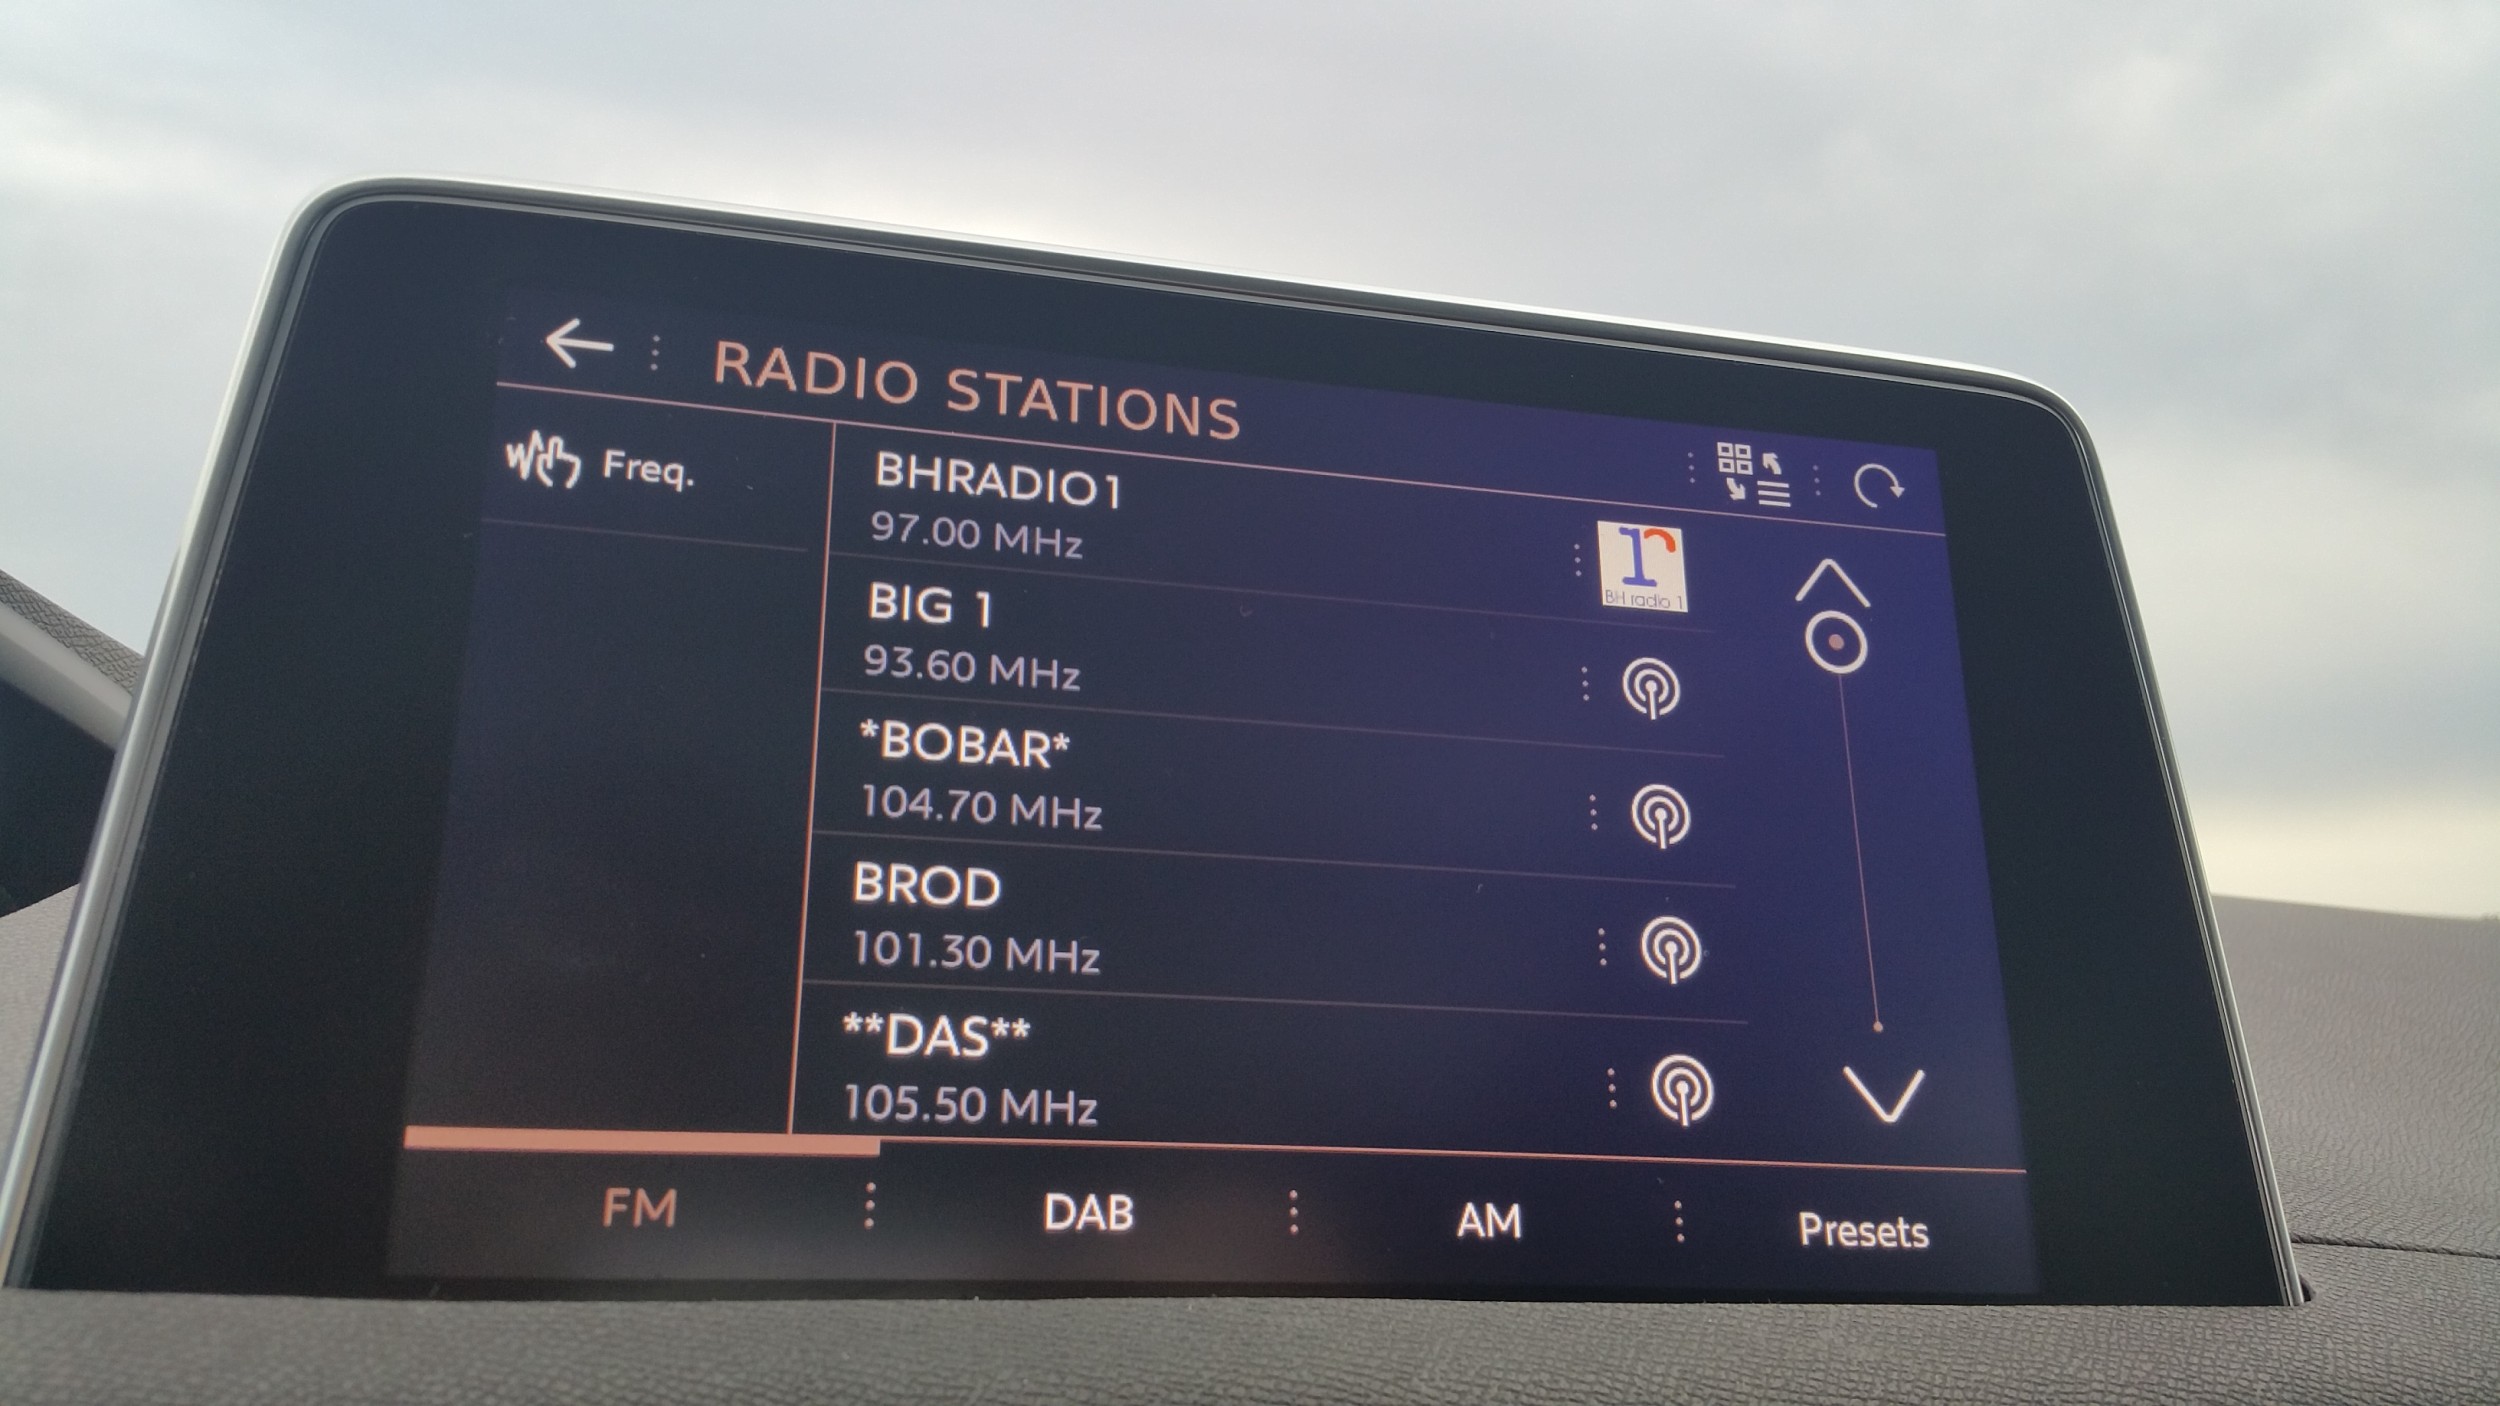 RADIO STATIONS
Freq.
BHRADIO1
97.00 MHz
BH radio 1
BIG 1
93.60 MHz
*BOBAR*
104.70 MHz
BROD
101.30 MHz
**DAS**
105.50 MHz
FM
DAB
AM
Presets